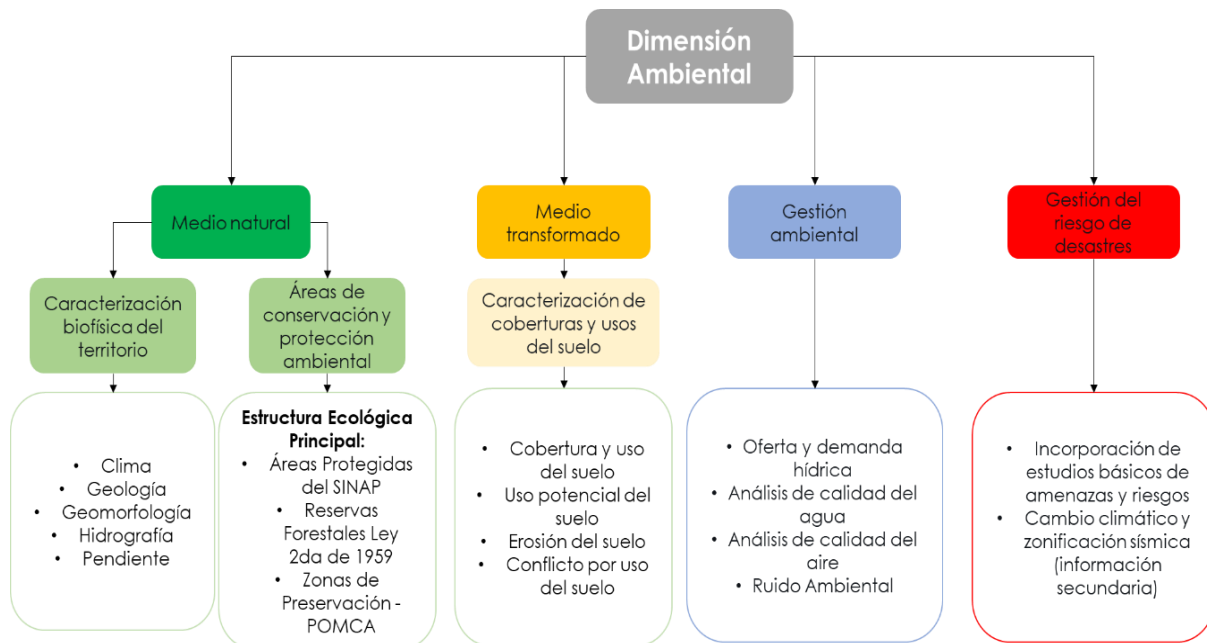 Dimensión
Ambiental
Medio natural
Medio
transformado
Gestión
ambiental
Gestión del
riesgo de
desastres
Caracterización
biofísica del
territorio
Áreas de
conservación y
protección
ambiental
Caracterización de
coberturas y usos
del suelo
• Clima
• Geología
• Geomorfología
• Hidrografía
• Pendiente
Estructura Ecológica
Principal:
• Áreas Protegidas
del SINAP
• Reservas
Forestales Ley
2da de 1959
• Zonas de
Preservación -
POMCA
• Cobertura y uso
del suelo
• Uso potencial del
suelo
• Erosión del suelo
• Conflicto por uso
del suelo
• Oferta y demanda
hídrica
• Análisis de calidad del
agua
• Análisis de calidad del
aire
• Ruido Ambiental
• Incorporación de
estudios básicos de
amenazas y riesgos
• Cambio climático y
zonificación sísmica
(información
secundaria)